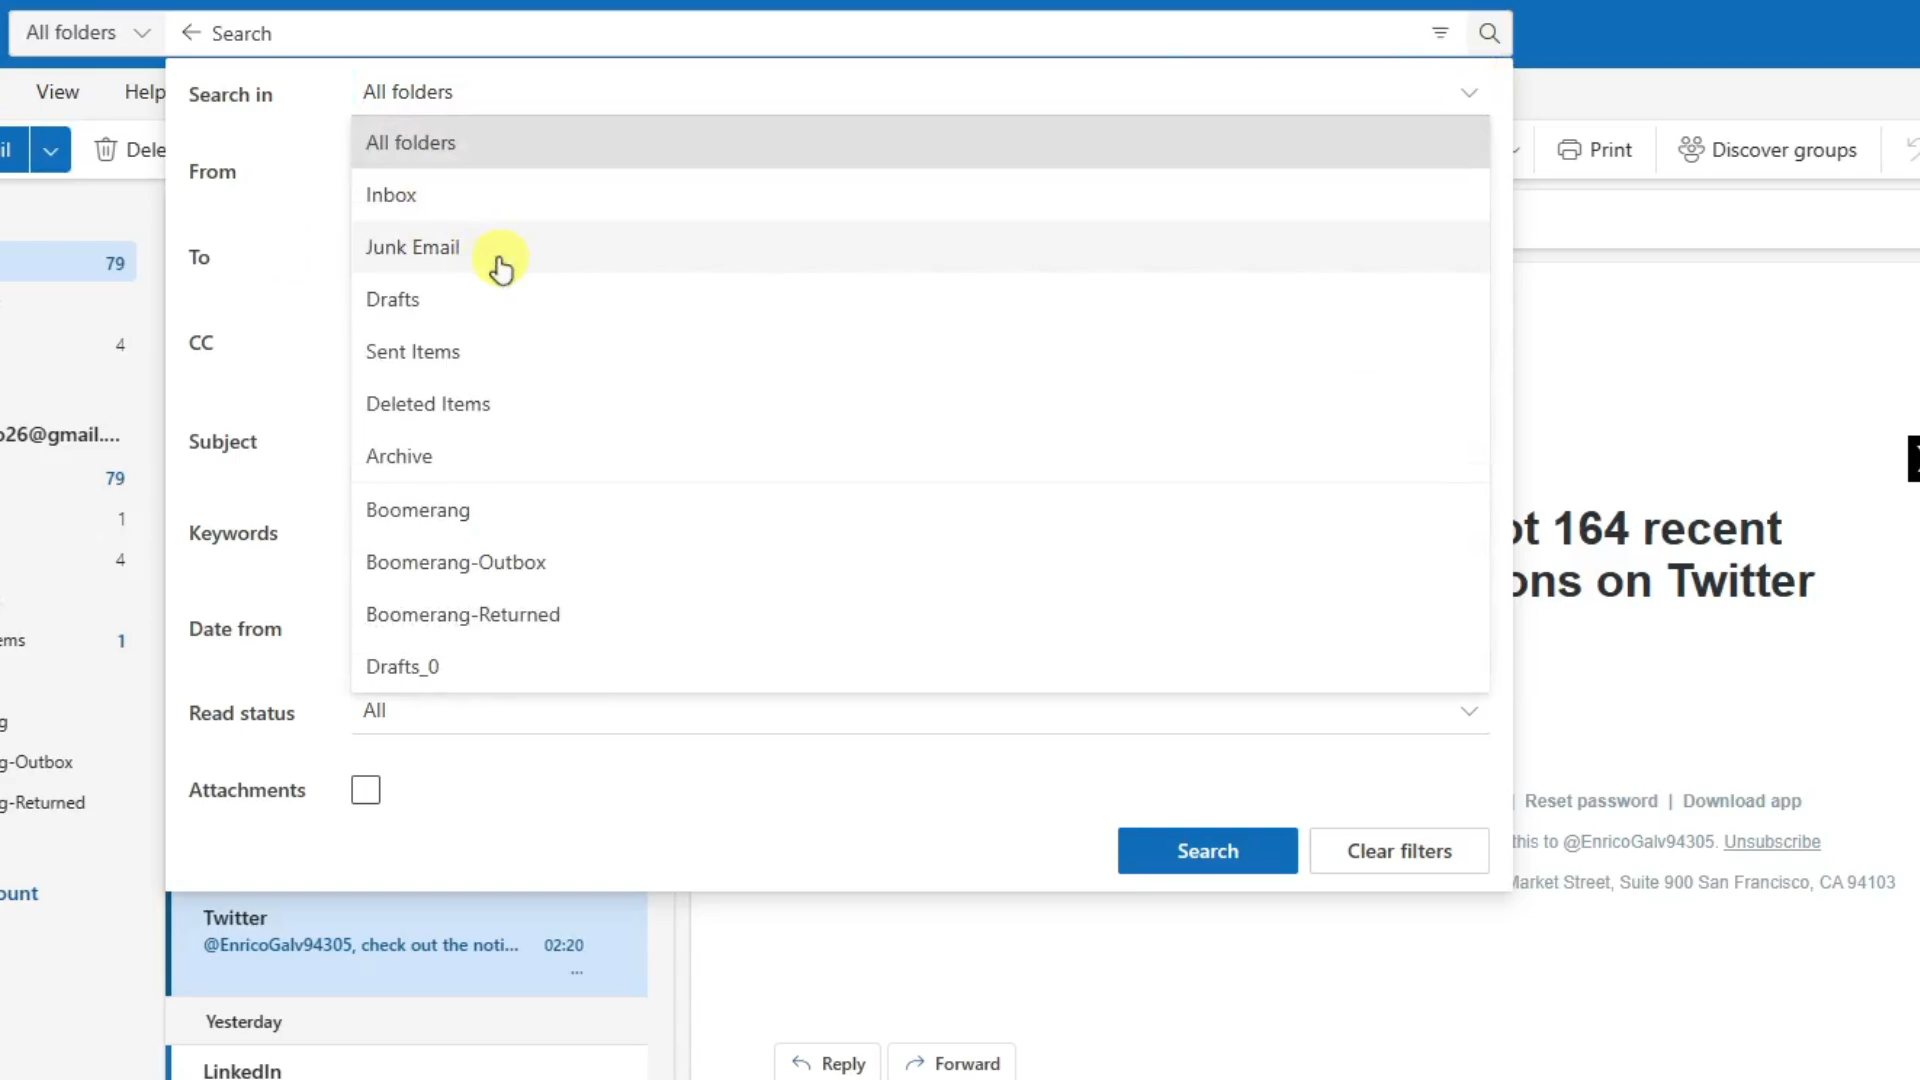 All folders
Search
View Help
Search in All folders
All folders
Inbox
Junk Email
Drafts
Sent Items
Deleted Items
Archive
Boomerang
Boomerang-Outbox
Boomerang-Returned
Drafts_0
From
To
CC
Subject
Keywords
Date from
Read status All
Attachments
Search Clear filters
il
Dele
Print
Discover groups
79
4
o26@gmail....
79
1
4
ems 1
g
g-Outbox
g-Returned
ount
Twitter
@EnricoGalv94305, check out the noti... 02:20
...
Yesterday
LinkedIn
ot 164 recent
ons on Twitter
| Reset password | Download app
this to @EnricoGalv94305. Unsubscribe
Market Street, Suite 900 San Francisco, CA 94103
Reply Forward